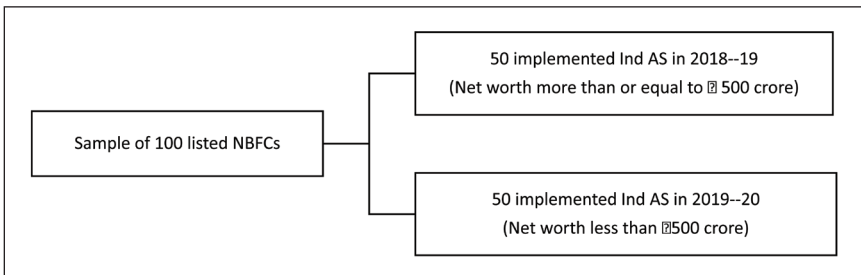 Sample of 100 listed NBFCs
50 implemented Ind AS in 2018--19
(Net worth more than or equal to 🯄 500 crore)
50 implemented Ind AS in 2019--20
(Net worth less than 🯄500 crore)